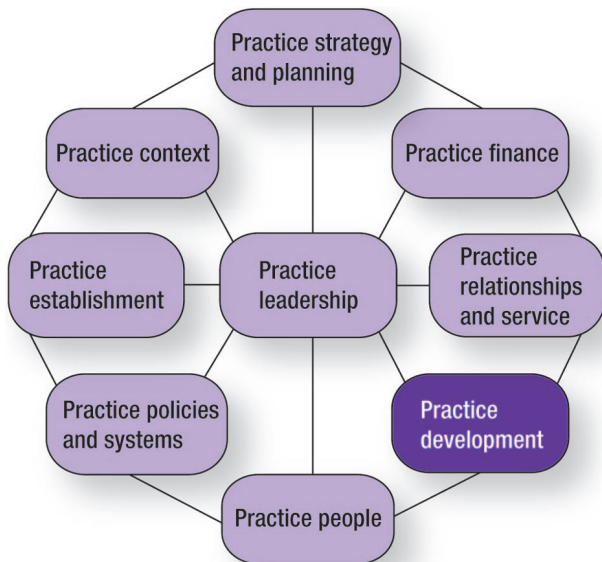 Practice strategy
and planning
Practice context
Practice finance
Practice
establishment
Practice
leadership
Practice
relationships
and service
Practice policies
and systems
Practice
development
Practice people